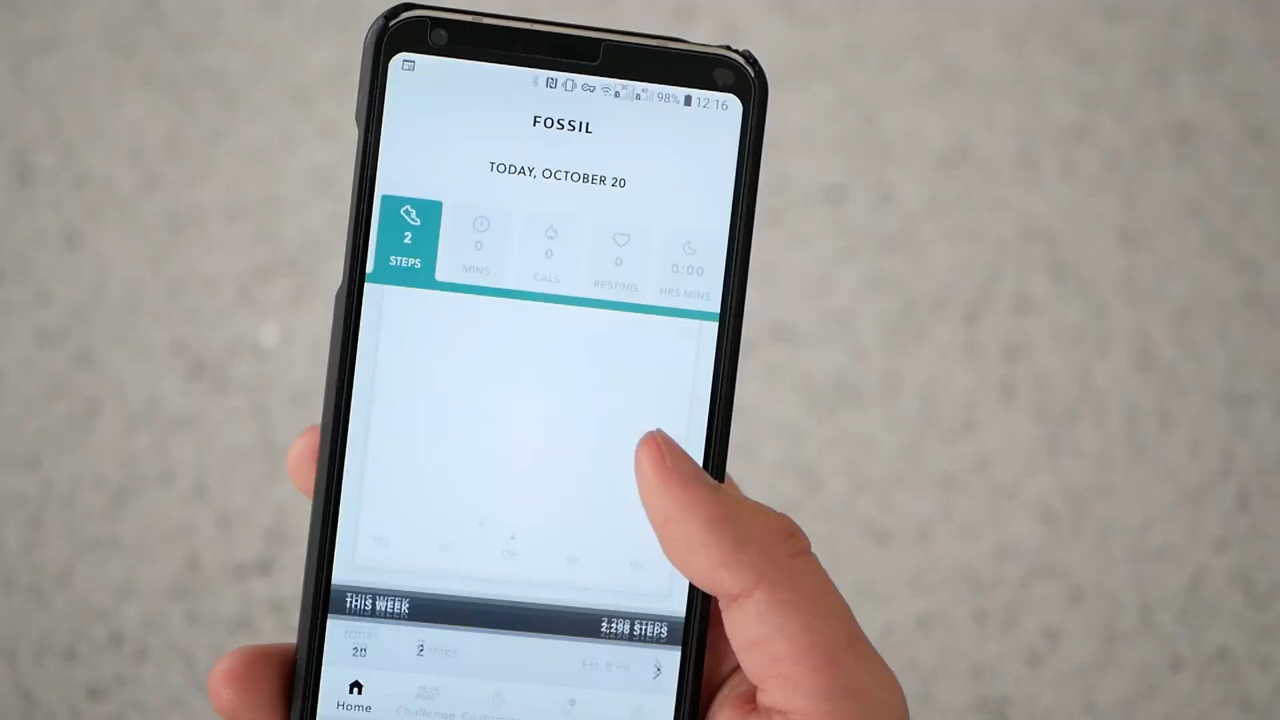 98% 12.16
FOSSIL
TODAY, OCTOBER 20
2 0 0 0 0:00
STEPS MINS CALS RESTING HRS MINS
THIS WEEK 2,298 STEPS
TODAY
20 2 steps
Home Challenge